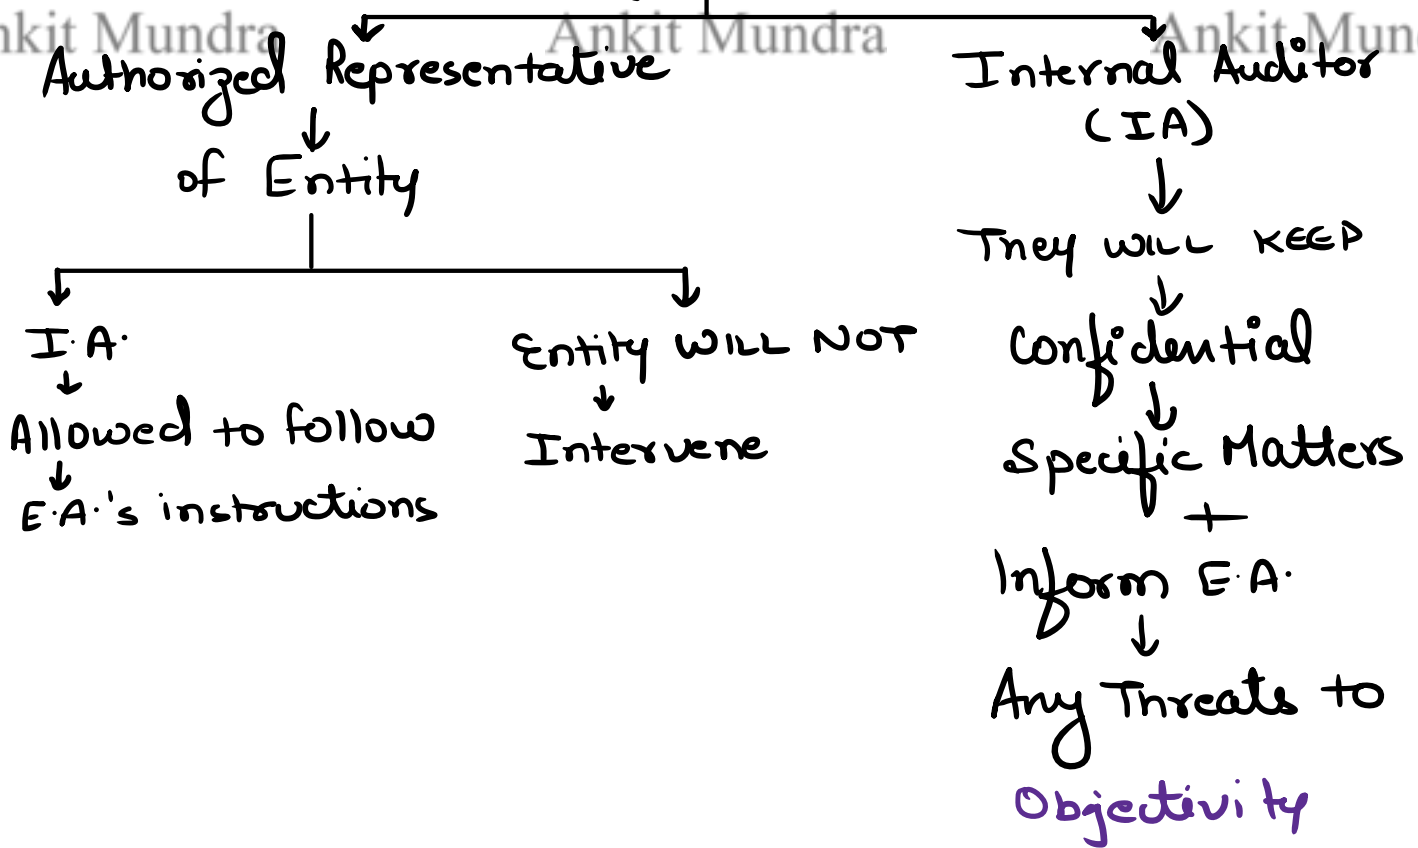 nkit Mundra Ankit Mundra Ankit Mun
Authorized Representative
of Entity
I.A.
Allowed to follow
E.A.'s instructions
Entity WILL NOT
Intervene
Internal Auditor
(IA)
They WILL KEEP
Confidential
Specific Matters
+
Inform E.A.
Any Threats to
Objectivity